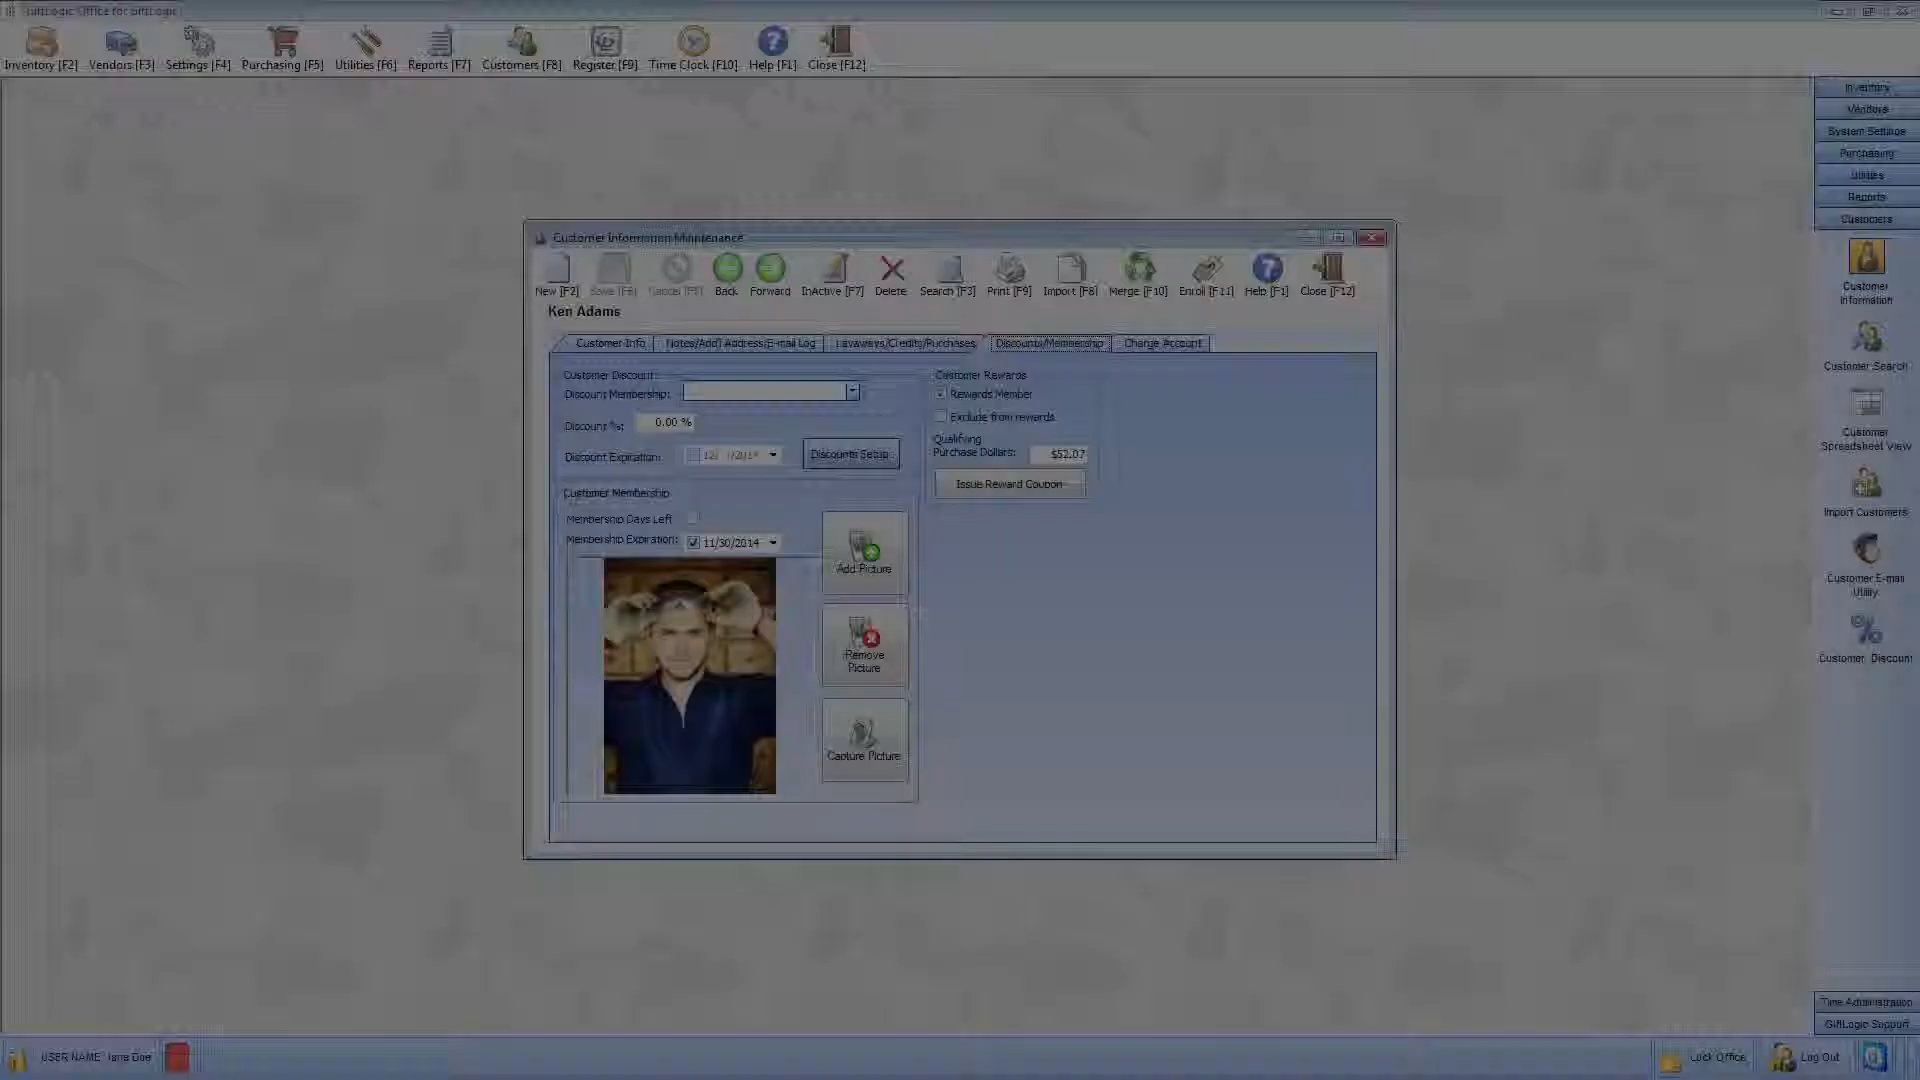 GiftLogic Office for GiftLogic
Inventory [F2]
Vendors [F3]
Settings [F4]
Purchasing [F5]
Utilities [F6]
Reports [F7]
Customers [F8]
Register [F9]
Time Clock [F10]
Help [F1]
Close [F12]
Inventory
Vendors
System Settings
Purchasing
Utilities
Reports
Customers
Customer
Information
Customer Search
Customer
Spreadsheet View
Import Customers
Customer E-mail
Utility
Customer Discount
Customer Information Maintenance
New [F2]
Back
Forward
InActive [F7]
Delete
Search [F3]
Print [F9]
Import [F8]
Merge [F10]
Enroll [F11]
Help [F1]
Close [F12]
Ken Adams
Customer Info
Notes/Add'l Address/E-mail Log
Layaways/Credits/Purchases
Discounts/Membership
Charge Account
Customer Discount
Discount Membership:
Discount %:
0.00 %
Discount Expiration:
Discounts Setup
Customer Rewards
Rewards Member
Exclude from rewards
Qualifying
Purchase Dollars:
$52.07
Issue Reward Coupon
Customer Membership
Membership Days Left
Membership Expiration:
11/30/2014
Add Picture
Remove
Picture
Capture Picture
Time Administration
GiftLogic Support
USER NAME: Jane Doe
Lock Office
Log Out